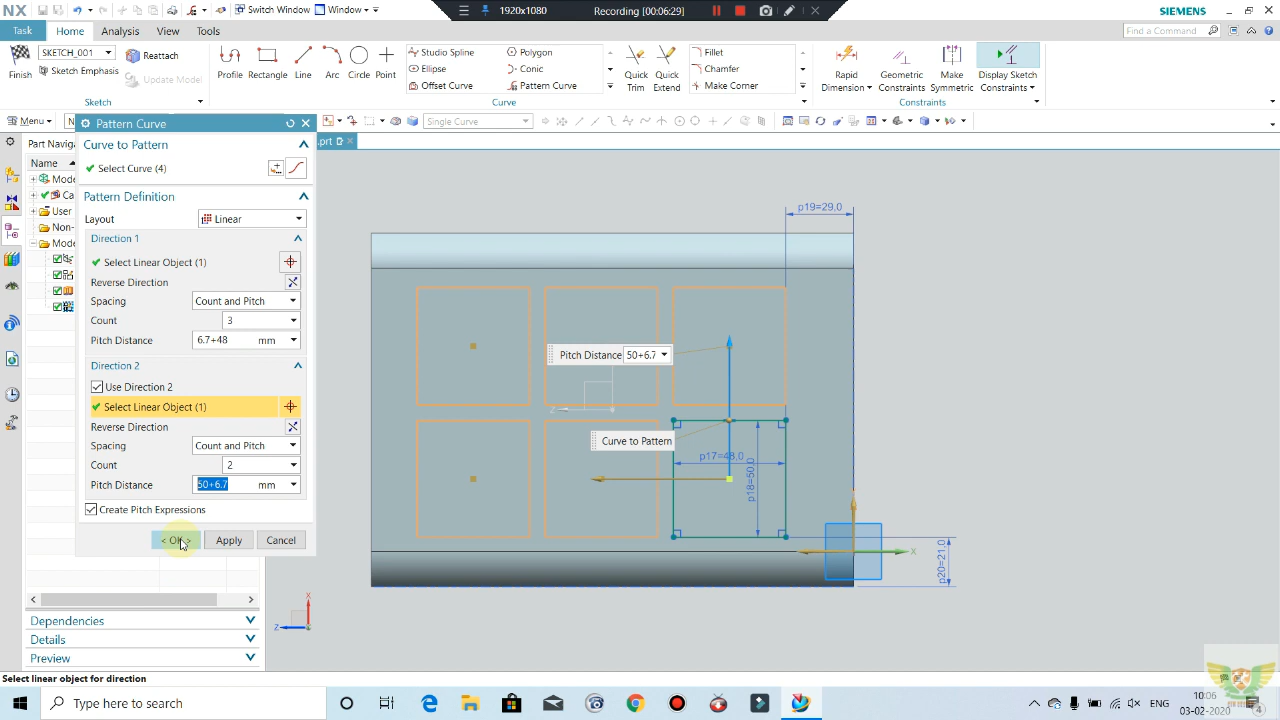 NX
Switch Window
Window
1920x1080
Recording [00:06:29]
SIEMENS
Task
Home
Analysis
View
Tools
Find a Command
Finish
SKETCH_001
Sketch Emphasis
Reattach
Update Model
Sketch
Profile
Rectangle
Line
Arc
Circle
Point
Studio Spline
Ellipse
Offset Curve
Polygon
Conic
Pattern Curve
Quick Trim
Quick Extend
Fillet
Chamfer
Make Corner
Curve
Rapid Dimension
Geometric Constraints
Make Symmetric
Display Sketch Constraints
Constraints
Menu
Single Curve
.prt
Part Navig
Name
Mode
Ca
User
Non-
Mode
Pattern Curve
Curve to Pattern
Select Curve (4)
Pattern Definition
Layout
Linear
Direction 1
Select Linear Object (1)
Reverse Direction
Spacing
Count and Pitch
Count
3
Pitch Distance
6.7+48
mm
Direction 2
Use Direction 2
Select Linear Object (1)
Reverse Direction
Spacing
Count and Pitch
Count
2
Pitch Distance
50+6.7
mm
Create Pitch Expressions
< OK >
Apply
Cancel
p19=29,0
Pitch Distance 50+6.7
Curve to Pattern
p17=48,0
p18=50,0
p20=21,0
X
Z
X
Z
Dependencies
Details
Preview
Select linear object for direction
Type here to search
ENG
10:06
03-02-2020
4